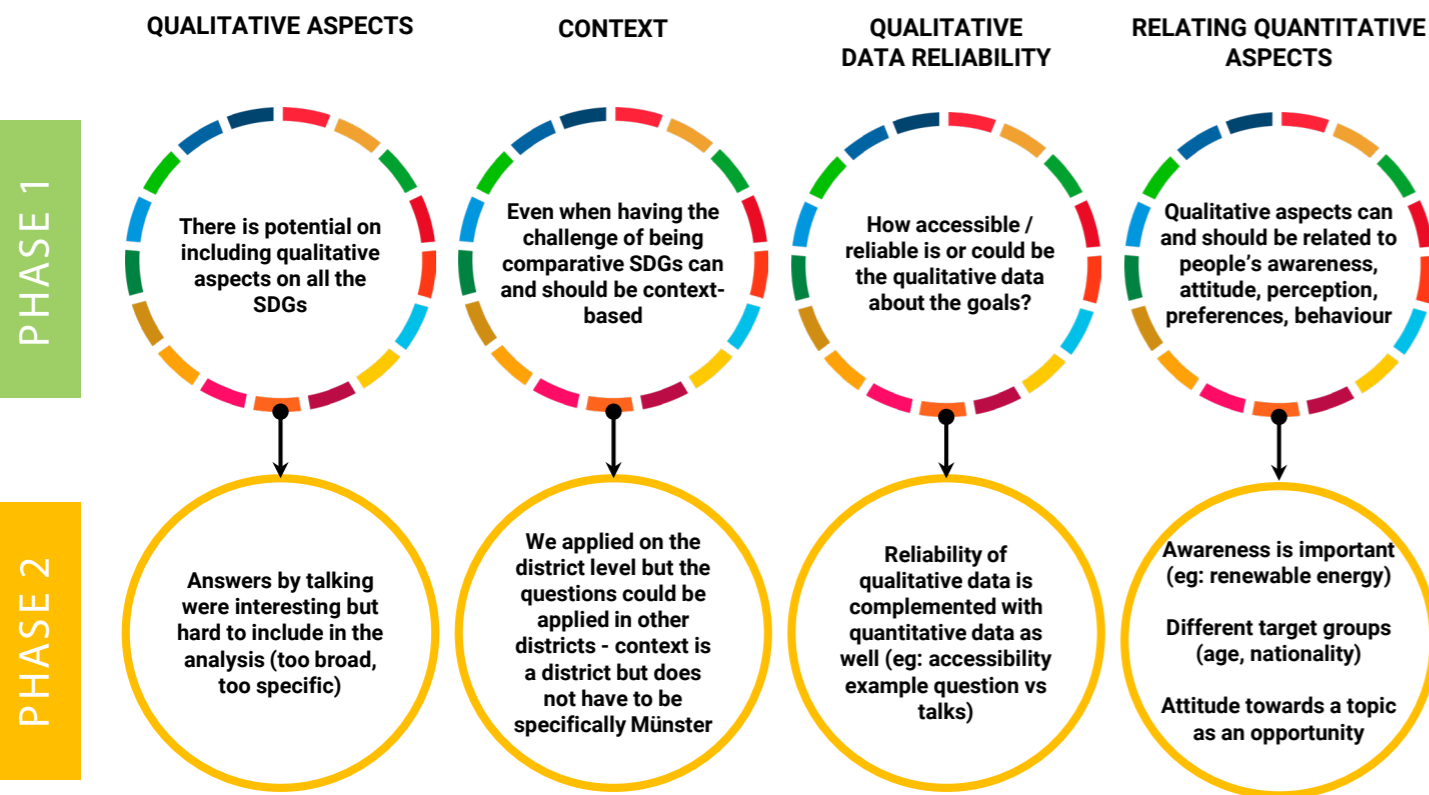 QUALITATIVE ASPECTS
CONTEXT
QUALITATIVE
DATA RELIABILITY
RELATING QUANTITATIVE
ASPECTS
PHASE 1
There is potential on
including qualitative
aspects on all the
SDGs
Even when having the
challenge of being
comparative SDGs can
and should be context-
based
How accessible /
reliable is or could be
the qualitative data
about the goals?
Qualitative aspects can
and should be related to
people's awareness,
attitude, perception,
preferences, behaviour
PHASE 2
Answers by talking
were interesting but
hard to include in the
analysis (too broad,
too specific)
We applied on the
district level but the
questions could be
applied in other
districts - context is
a district but does
not have to be
specifically Münster
Reliability of
qualitative data is
complemented with
quantitative data as
well (eg: accessibility
example question vs
talks)
Awareness is important
(eg: renewable energy)
Different target groups
(age, nationality)
Attitude towards a topic
as an opportunity